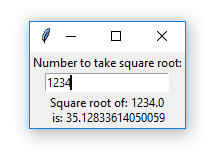 Number to take square root:
1234
Square root of: 1234.0
is: 35.12833614050059